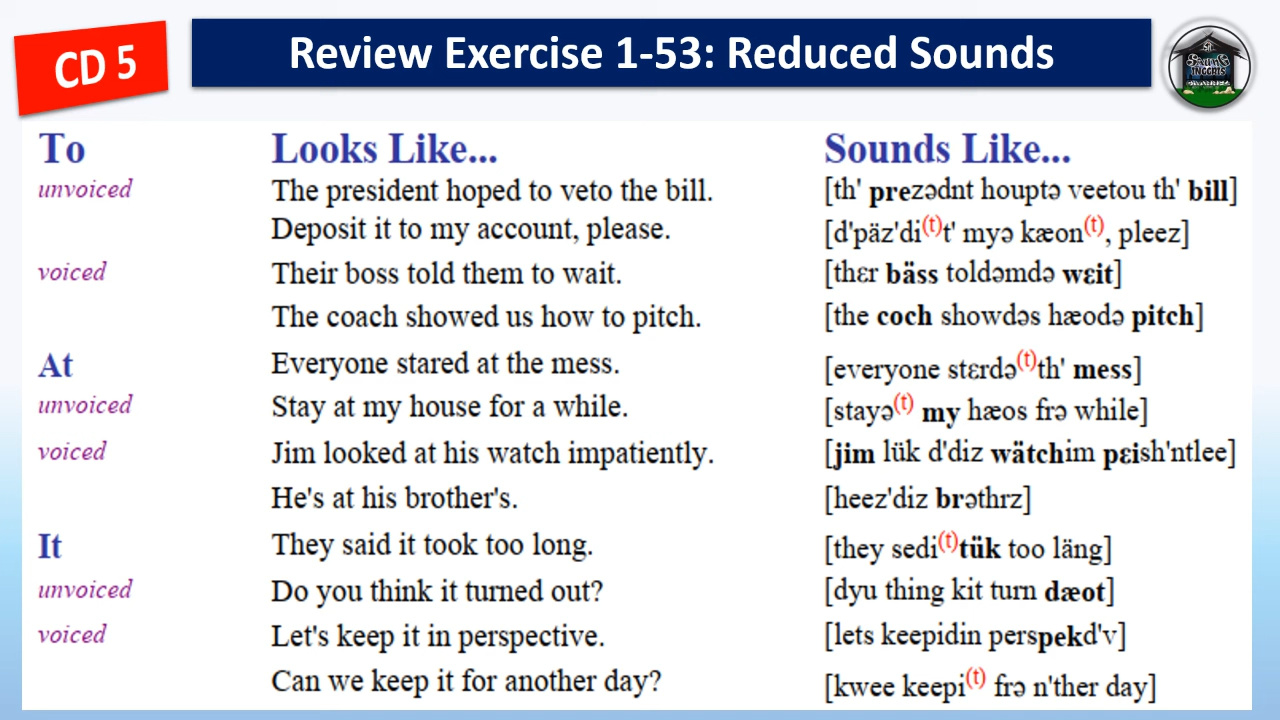 CD 5
Review Exercise 1-53: Reduced Sounds
To Looks Like... Sounds Like...
unvoiced The president hoped to veto the bill. [th' prezədnt houptə veetou th' bill]
Deposit it to my account, please. [d'päz'di(t)t' myə kæon(t), pleez]
voiced Their boss told them to wait. [thɛr bäss toldəmdə wɛit]
The coach showed us how to pitch. [the coch showdəs hæodə pitch]
At Everyone stared at the mess. [everyone stɛrdə(t)th' mess]
unvoiced Stay at my house for a while. [stayə(t) my hæos frə while]
voiced Jim looked at his watch impatiently. [jim lük d'diz wätchim pɛish'ntlee]
He's at his brother's. [heez'diz brəthrz]
It They said it took too long. [they sedi(t)tük too läng]
unvoiced Do you think it turned out? [dyu thing kit turn dæot]
voiced Let's keep it in perspective. [lets keepidin perspekd'v]
Can we keep it for another day? [kwee keepi(t) frə n'ther day]